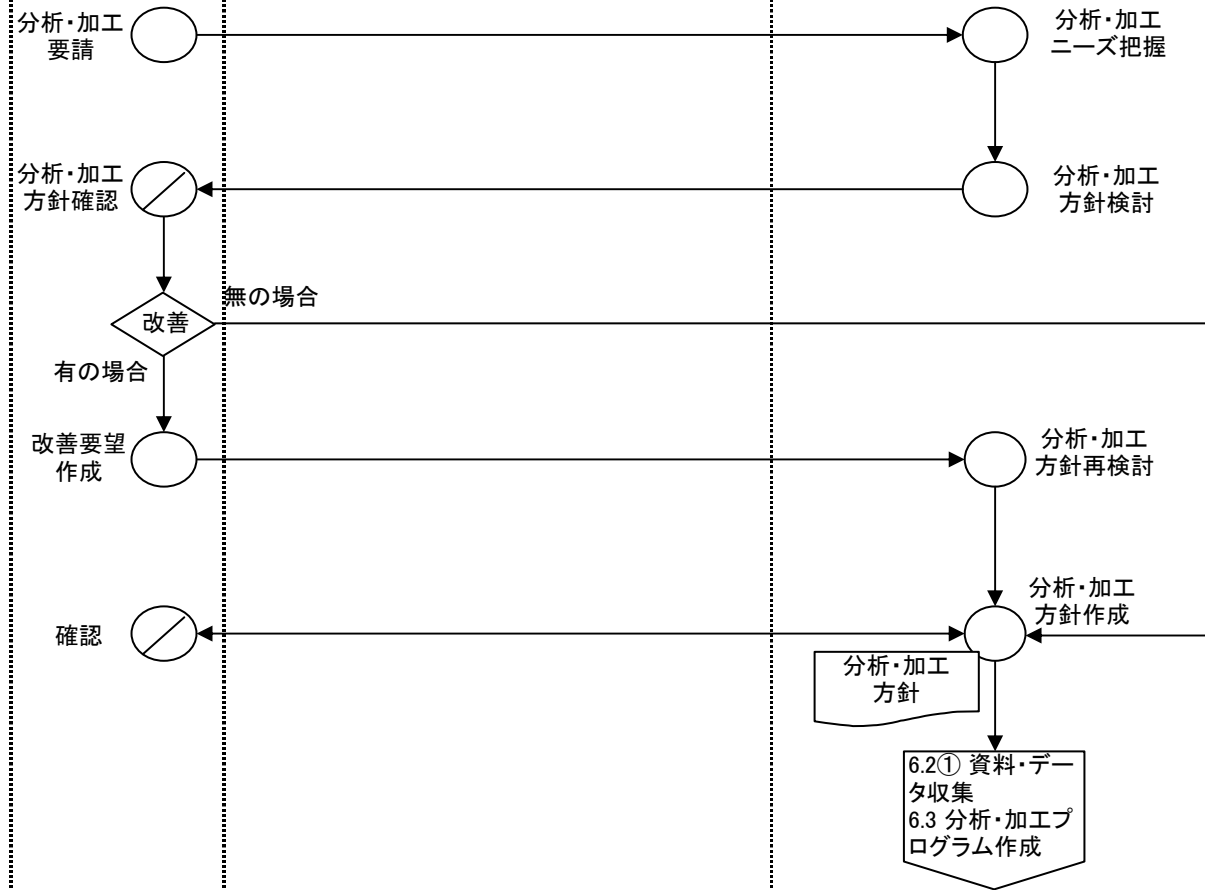 分析・加工
要請
分析・加工
ニーズ把握
分析・加工
方針確認
分析・加工
方針検討
無の場合
改善
有の場合
改善要望
作成
分析・加工
方針再検討
分析・加工
方針作成
確認
分析・加工
方針
6.2① 資料・デー
タ収集
6.3 分析・加工プ
ログラム作成